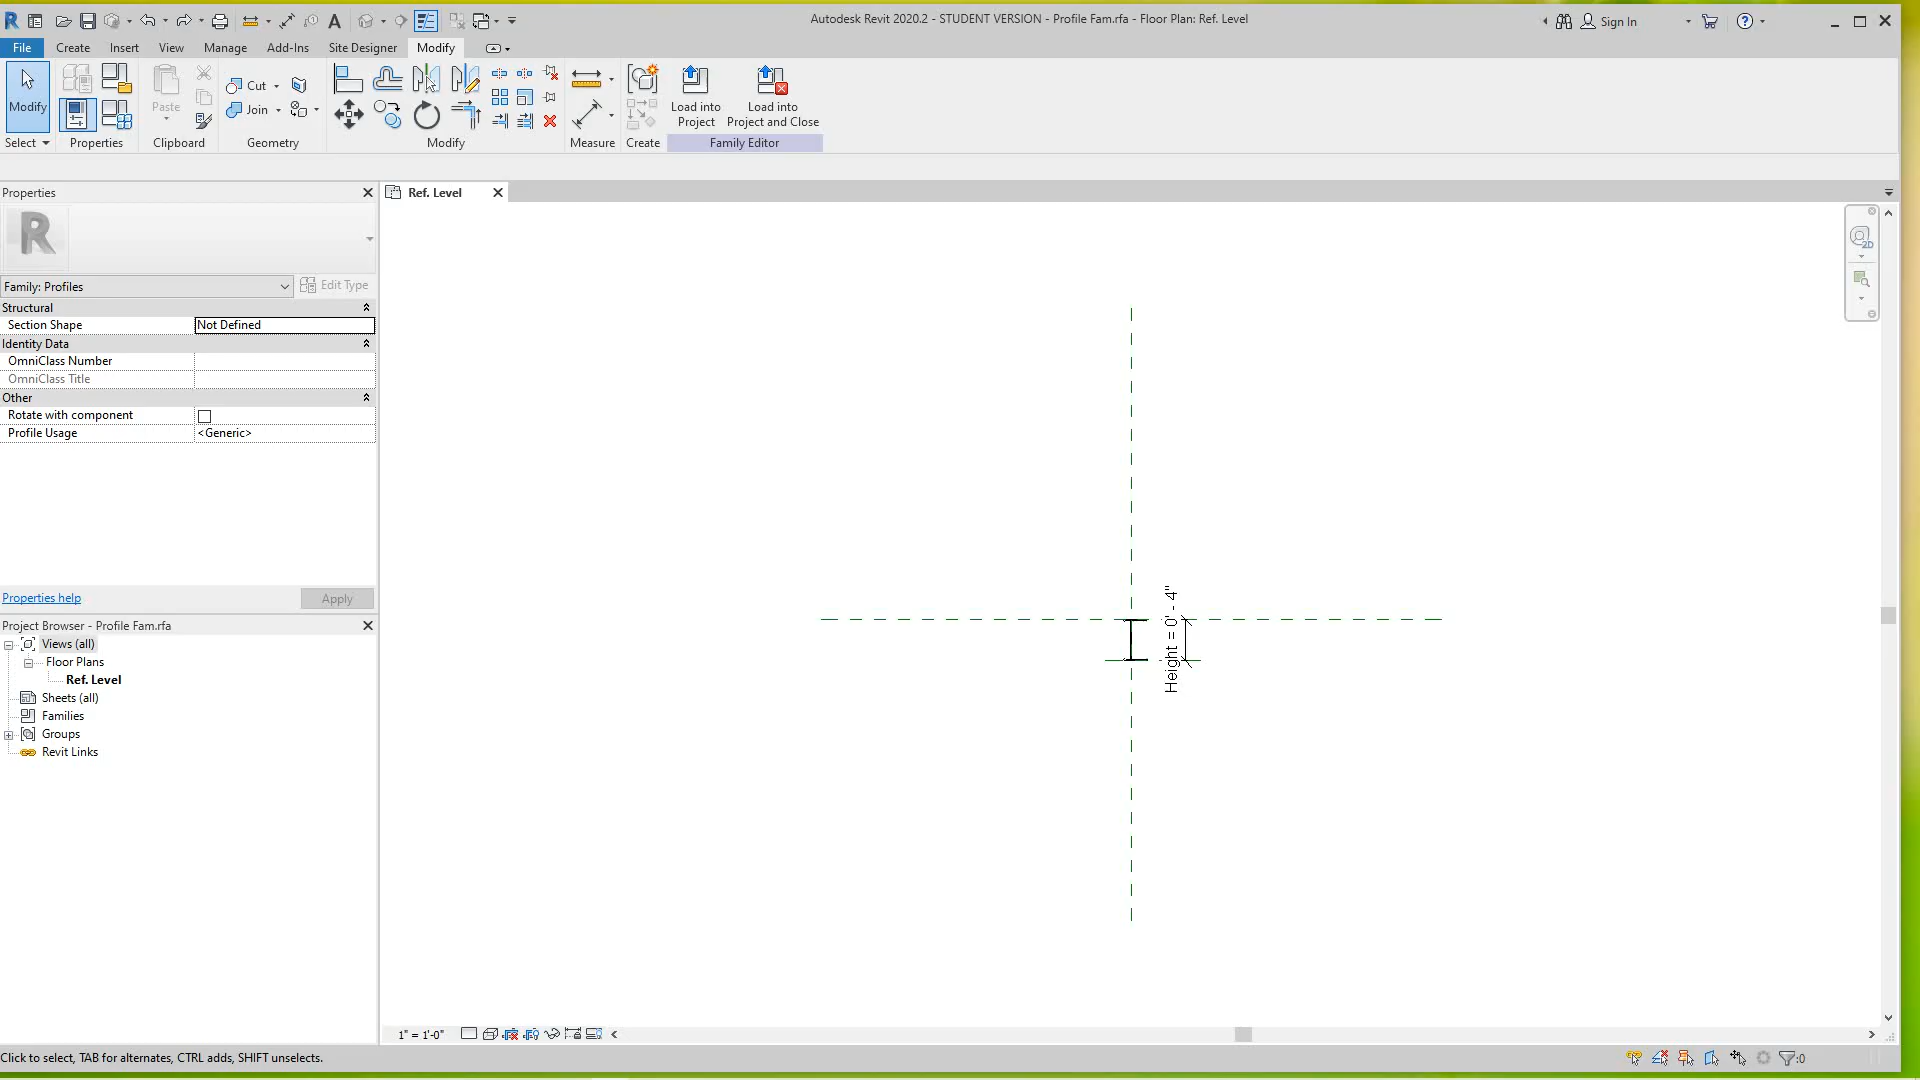 Autodesk Revit 2020.2 - STUDENT VERSION - Profile Fam.rfa - Floor Plan: Ref. Level
Sign In
File Create Insert View Manage Add-Ins Site Designer Modify
Modify
Paste
Cut
Join
Load into
Project
Load into
Project and Close
Select Properties Clipboard Geometry Modify Measure Create Family Editor
Properties
Ref. Level
R
2D
Family: Profiles
Edit Type
Structural
Section Shape Not Defined
Identity Data
OmniClass Number
OmniClass Title
Other
Rotate with component
Profile Usage <Generic>
Properties help
Apply
Height = 0' - 4"
Project Browser - Profile Fam.rfa
Views (all)
Floor Plans
Ref. Level
Sheets (all)
Families
Groups
Revit Links
1" = 1'-0"
Click to select, TAB for alternates, CTRL adds, SHIFT unselects.
:0